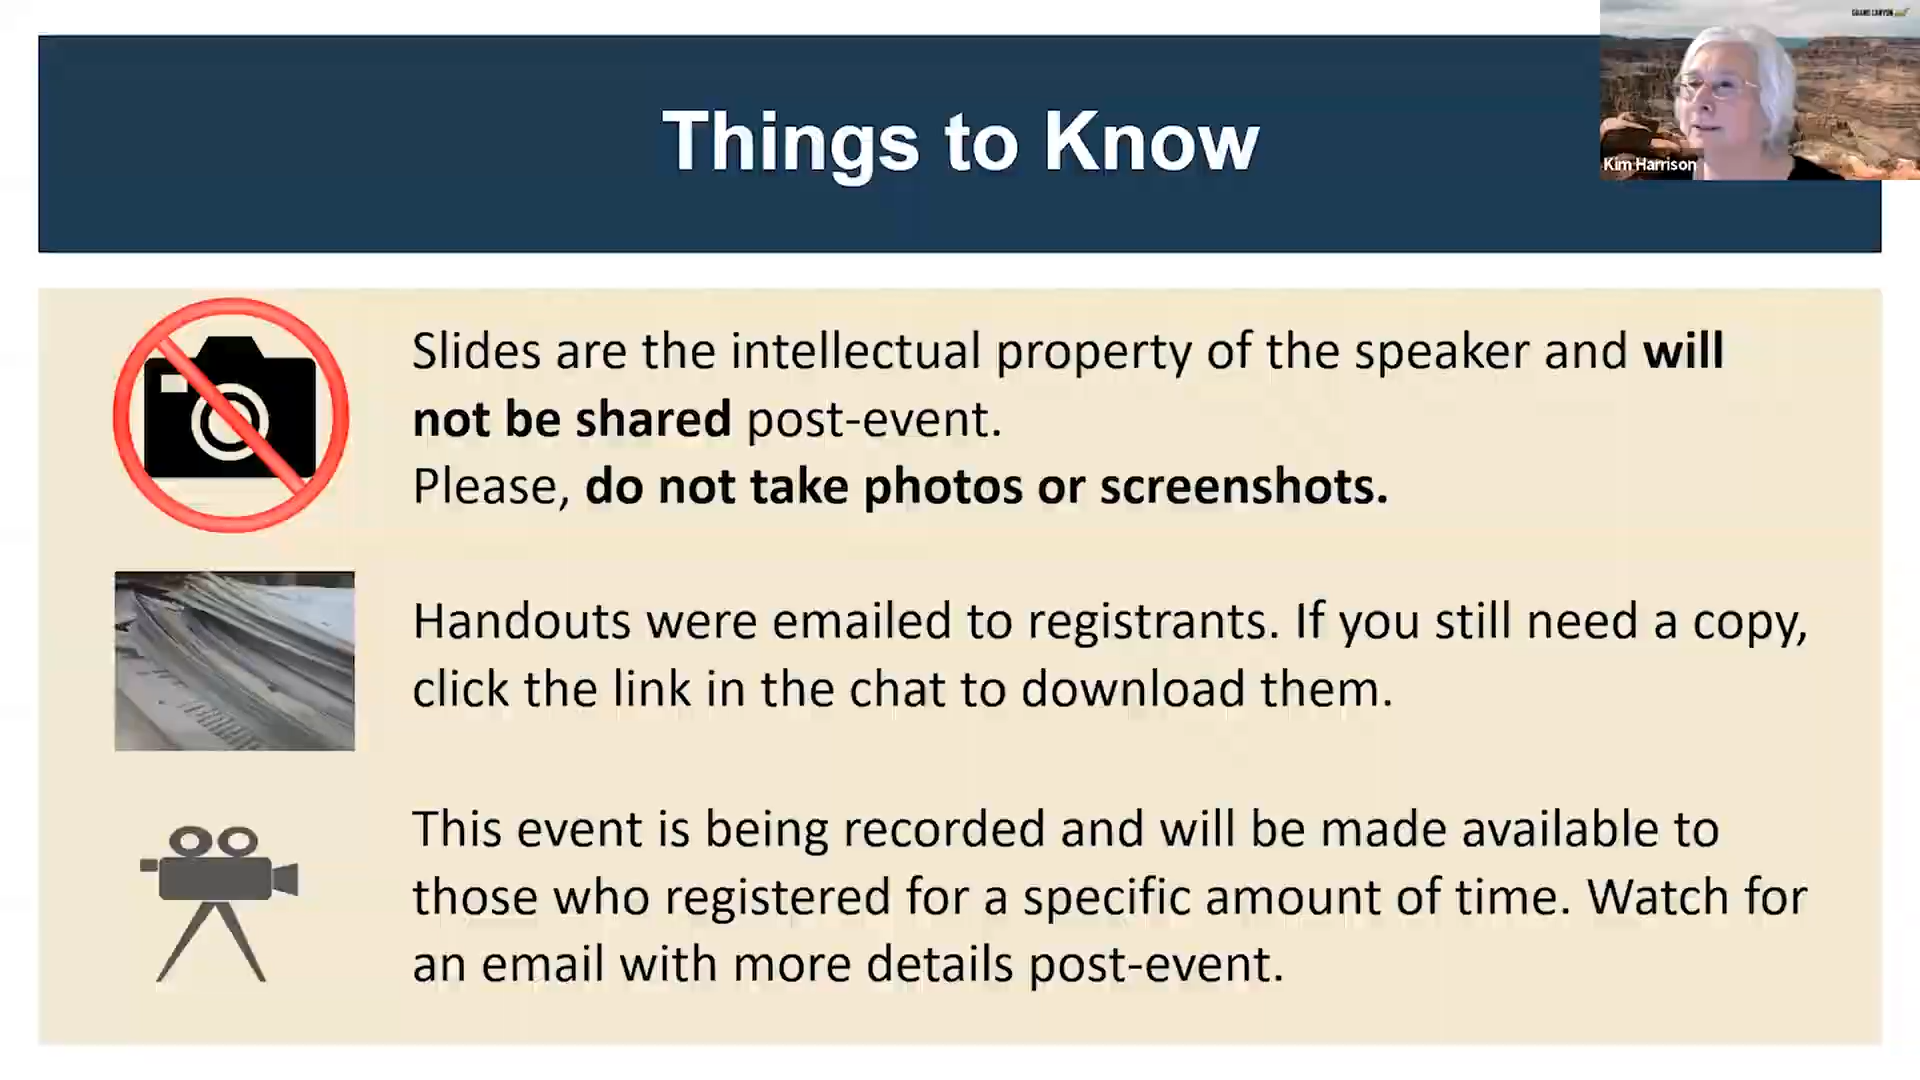 GRAND CANYON
Things to Know
Kim Harrison
Slides are the intellectual property of the speaker and will
not be shared post-event.
Please, do not take photos or screenshots.
Handouts were emailed to registrants. If you still need a copy,
click the link in the chat to download them.
This event is being recorded and will be made available to
those who registered for a specific amount of time. Watch for
an email with more details post-event.